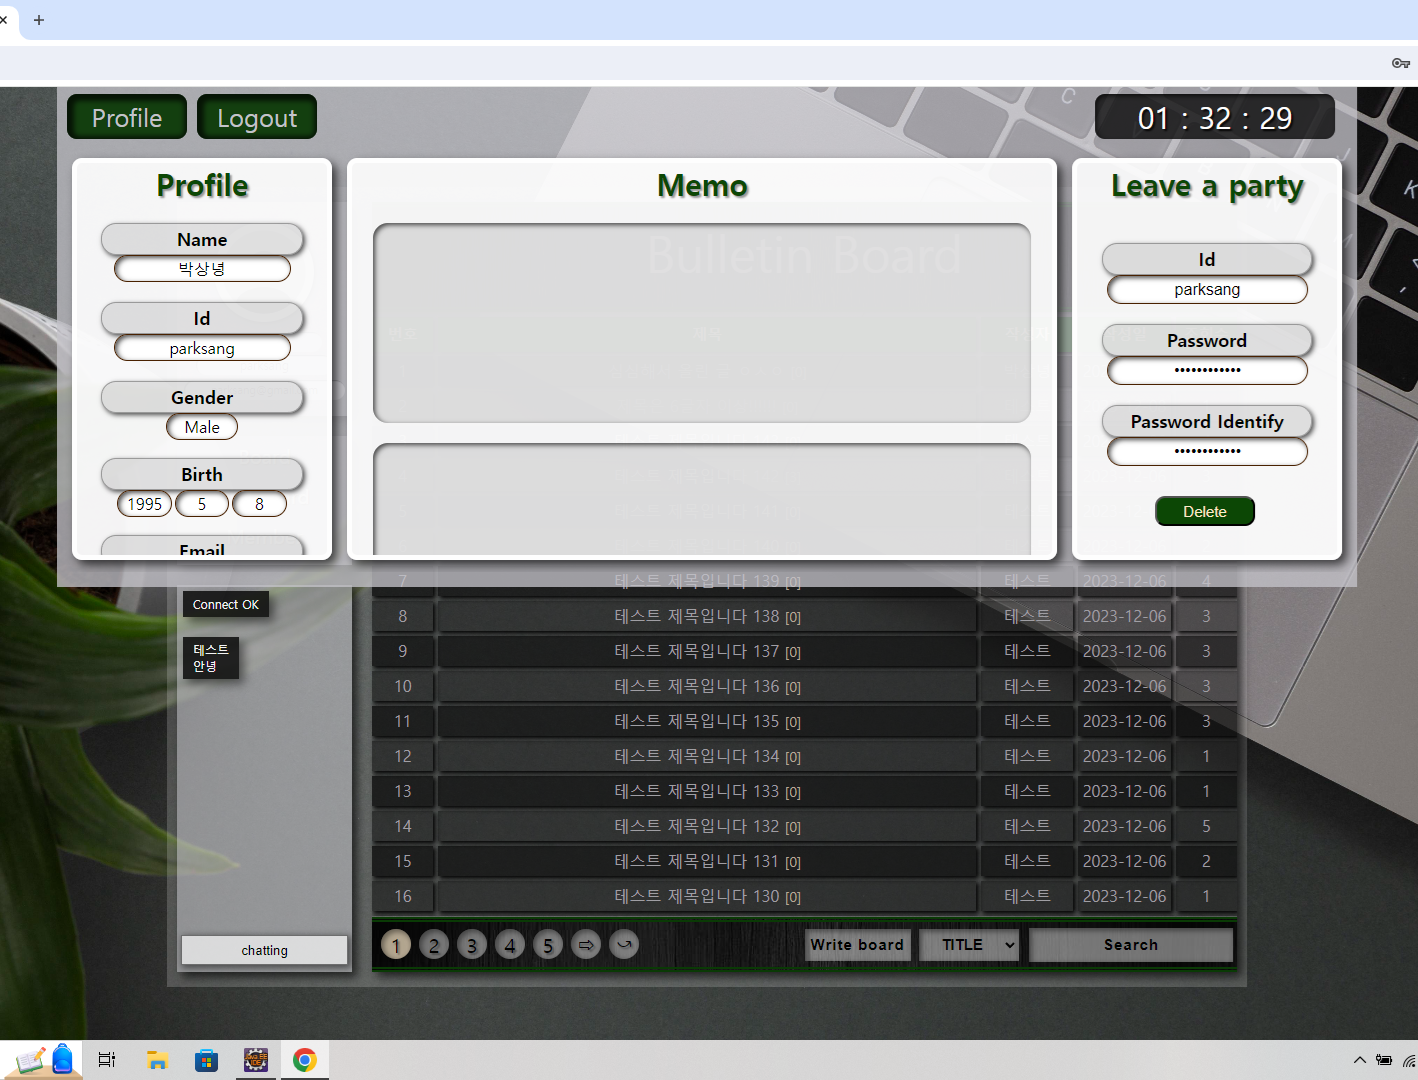 Profile
Logout
01 : 32 : 29
Profile
Name
박상녕
Id
parksang
Gender
Male
Birth
1995 5 8
Email
Memo
Bulletin Board
번호 제목
Leave a party
Id
parksang
Password
••••••••••••
Password Identify
••••••••••••
Delete
Connect OK
테스트
안녕
chatting
7 테스트 제목입니다 139 [0] 테스트 2023-12-06 4
8 테스트 제목입니다 138 [0] 테스트 2023-12-06 3
9 테스트 제목입니다 137 [0] 테스트 2023-12-06 3
10 테스트 제목입니다 136 [0] 테스트 2023-12-06 3
11 테스트 제목입니다 135 [0] 테스트 2023-12-06 3
12 테스트 제목입니다 134 [0] 테스트 2023-12-06 1
13 테스트 제목입니다 133 [0] 테스트 2023-12-06 1
14 테스트 제목입니다 132 [0] 테스트 2023-12-06 5
15 테스트 제목입니다 131 [0] 테스트 2023-12-06 2
16 테스트 제목입니다 130 [0] 테스트 2023-12-06 1
1 2 3 4 5
Write board
TITLE
Search